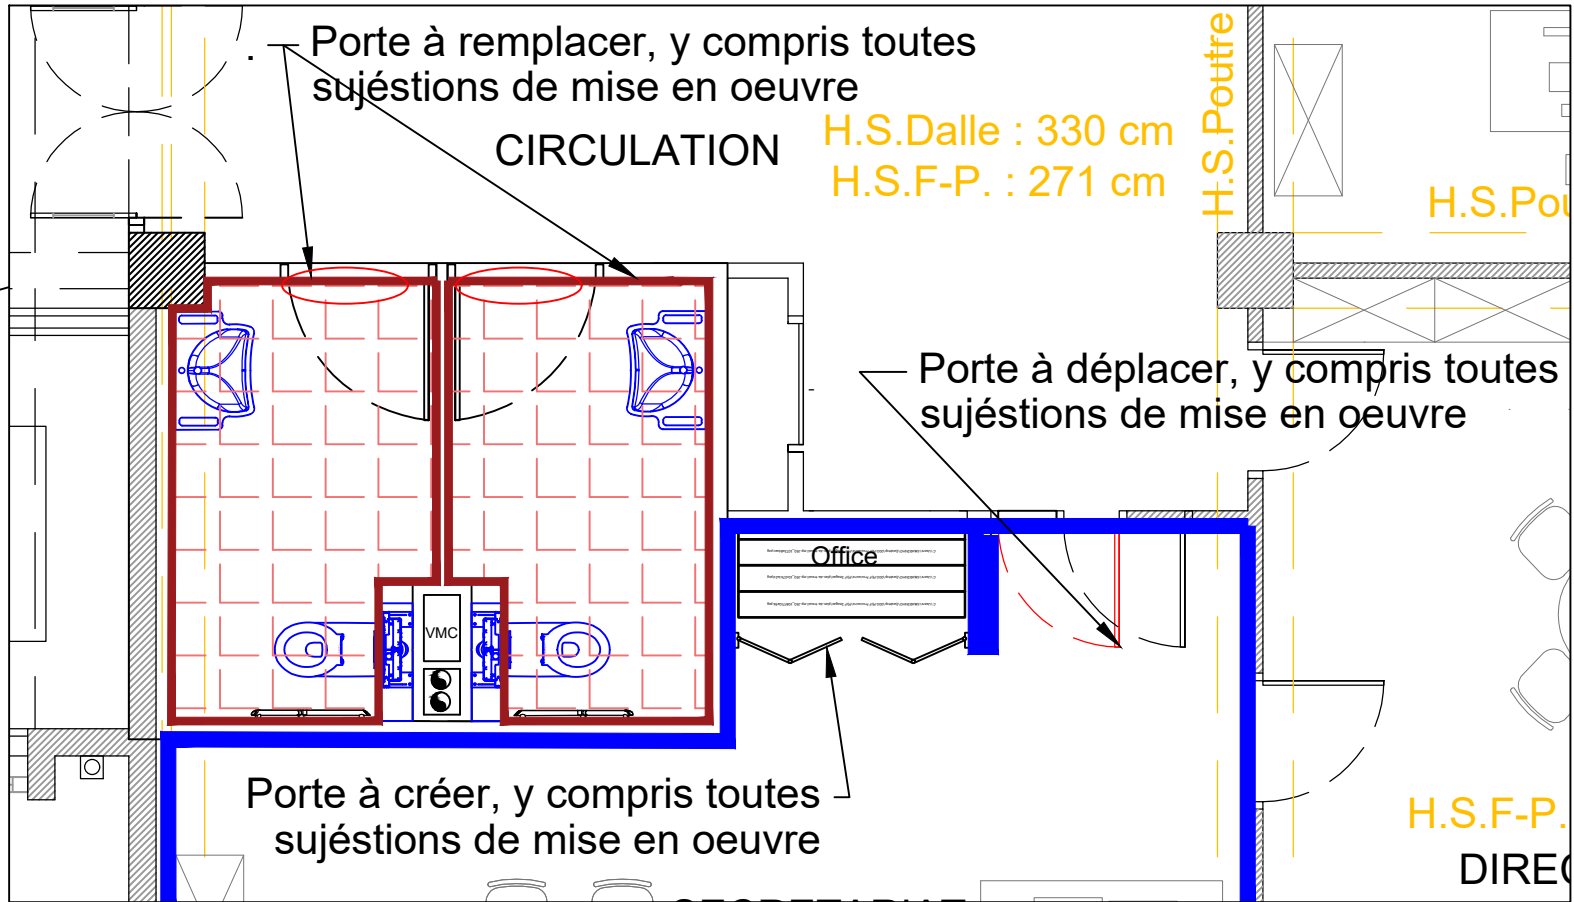 Porte à remplacer, y compris toutes
sujéstions de mise en oeuvre
CIRCULATION
H.S.Dalle : 330 cm
H.S.F-P. : 271 cm
H.S.Poutre
H.S.Pou
Porte à déplacer, y compris toutes
sujéstions de mise en oeuvre
Office
VMC
Porte à créer, y compris toutes
sujéstions de mise en oeuvre
H.S.F-P.
DIREC
SECRETARIAT